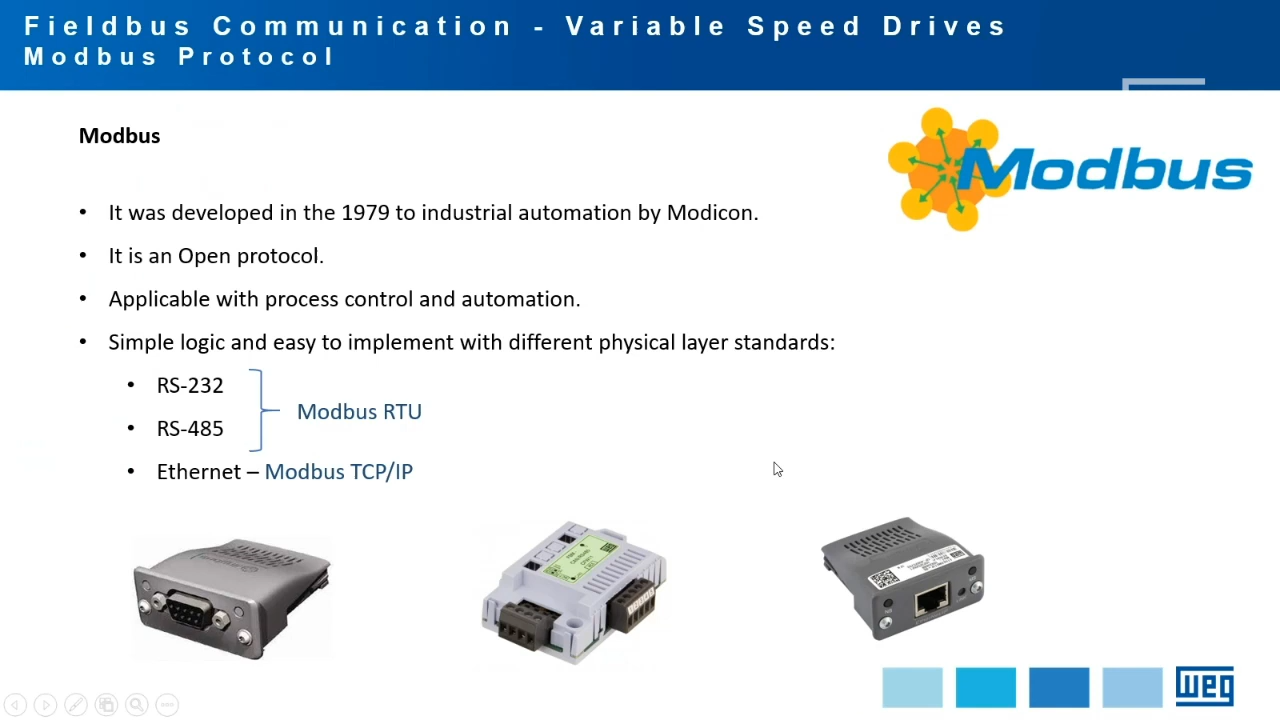 Fieldbus Communication - Variable Speed Drives
Modbus Protocol
Modbus
Modbus
• It was developed in the 1979 to industrial automation by Modicon.
• It is an Open protocol.
• Applicable with process control and automation.
• Simple logic and easy to implement with different physical layer standards:
• RS-232
• RS-485
Modbus RTU
• Ethernet – Modbus TCP/IP
WEG